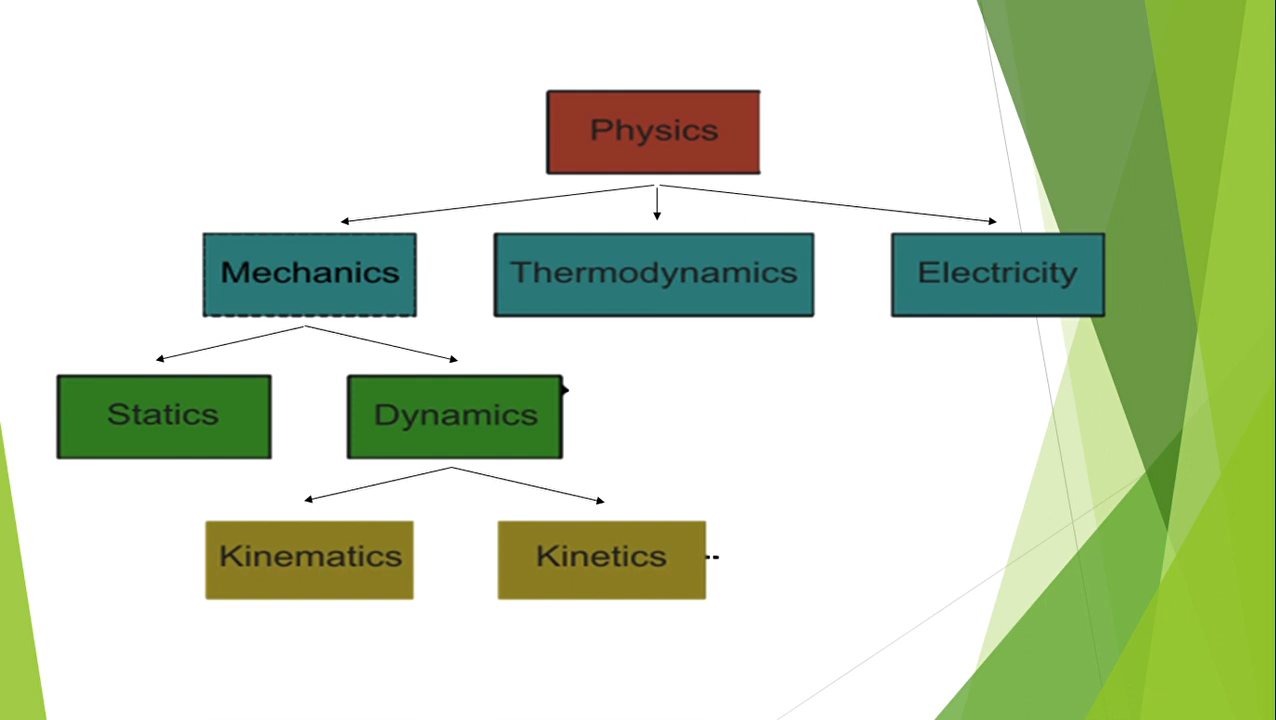 Physics
Mechanics
Thermodynamics
Electricity
Statics
Dynamics
Kinematics
Kinetics